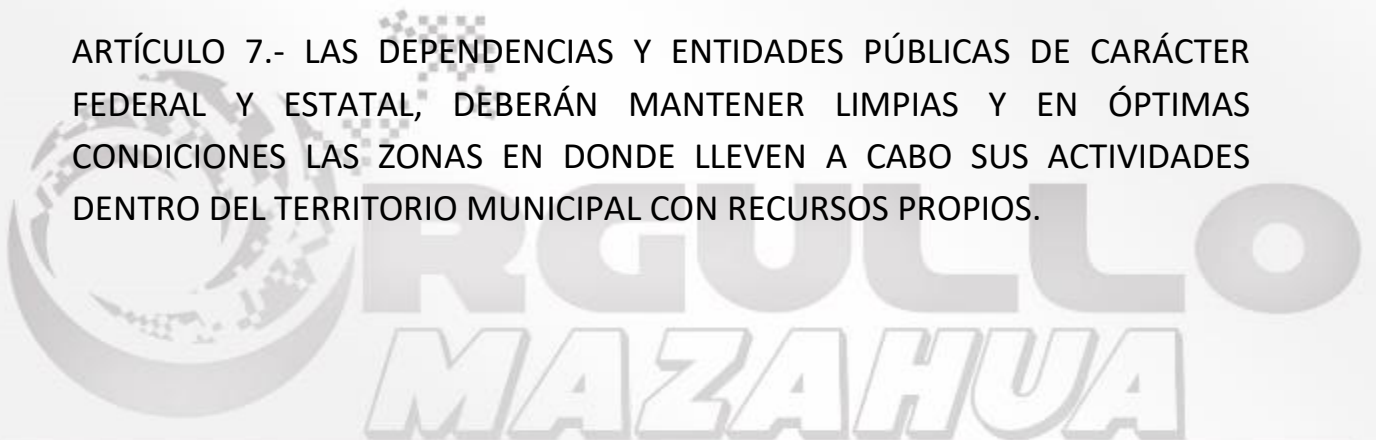 ARTÍCULO 7.- LAS DEPENDENCIAS Y ENTIDADES PÚBLICAS DE CARÁCTER
FEDERAL Y ESTATAL, DEBERÁN MANTENER LIMPIAS Y EN ÓPTIMAS
CONDICIONES LAS ZONAS EN DONDE LLEVEN A CABO SUS ACTIVIDADES
DENTRO DEL TERRITORIO MUNICIPAL CON RECURSOS PROPIOS.
ORGULLO
MAZAHUA